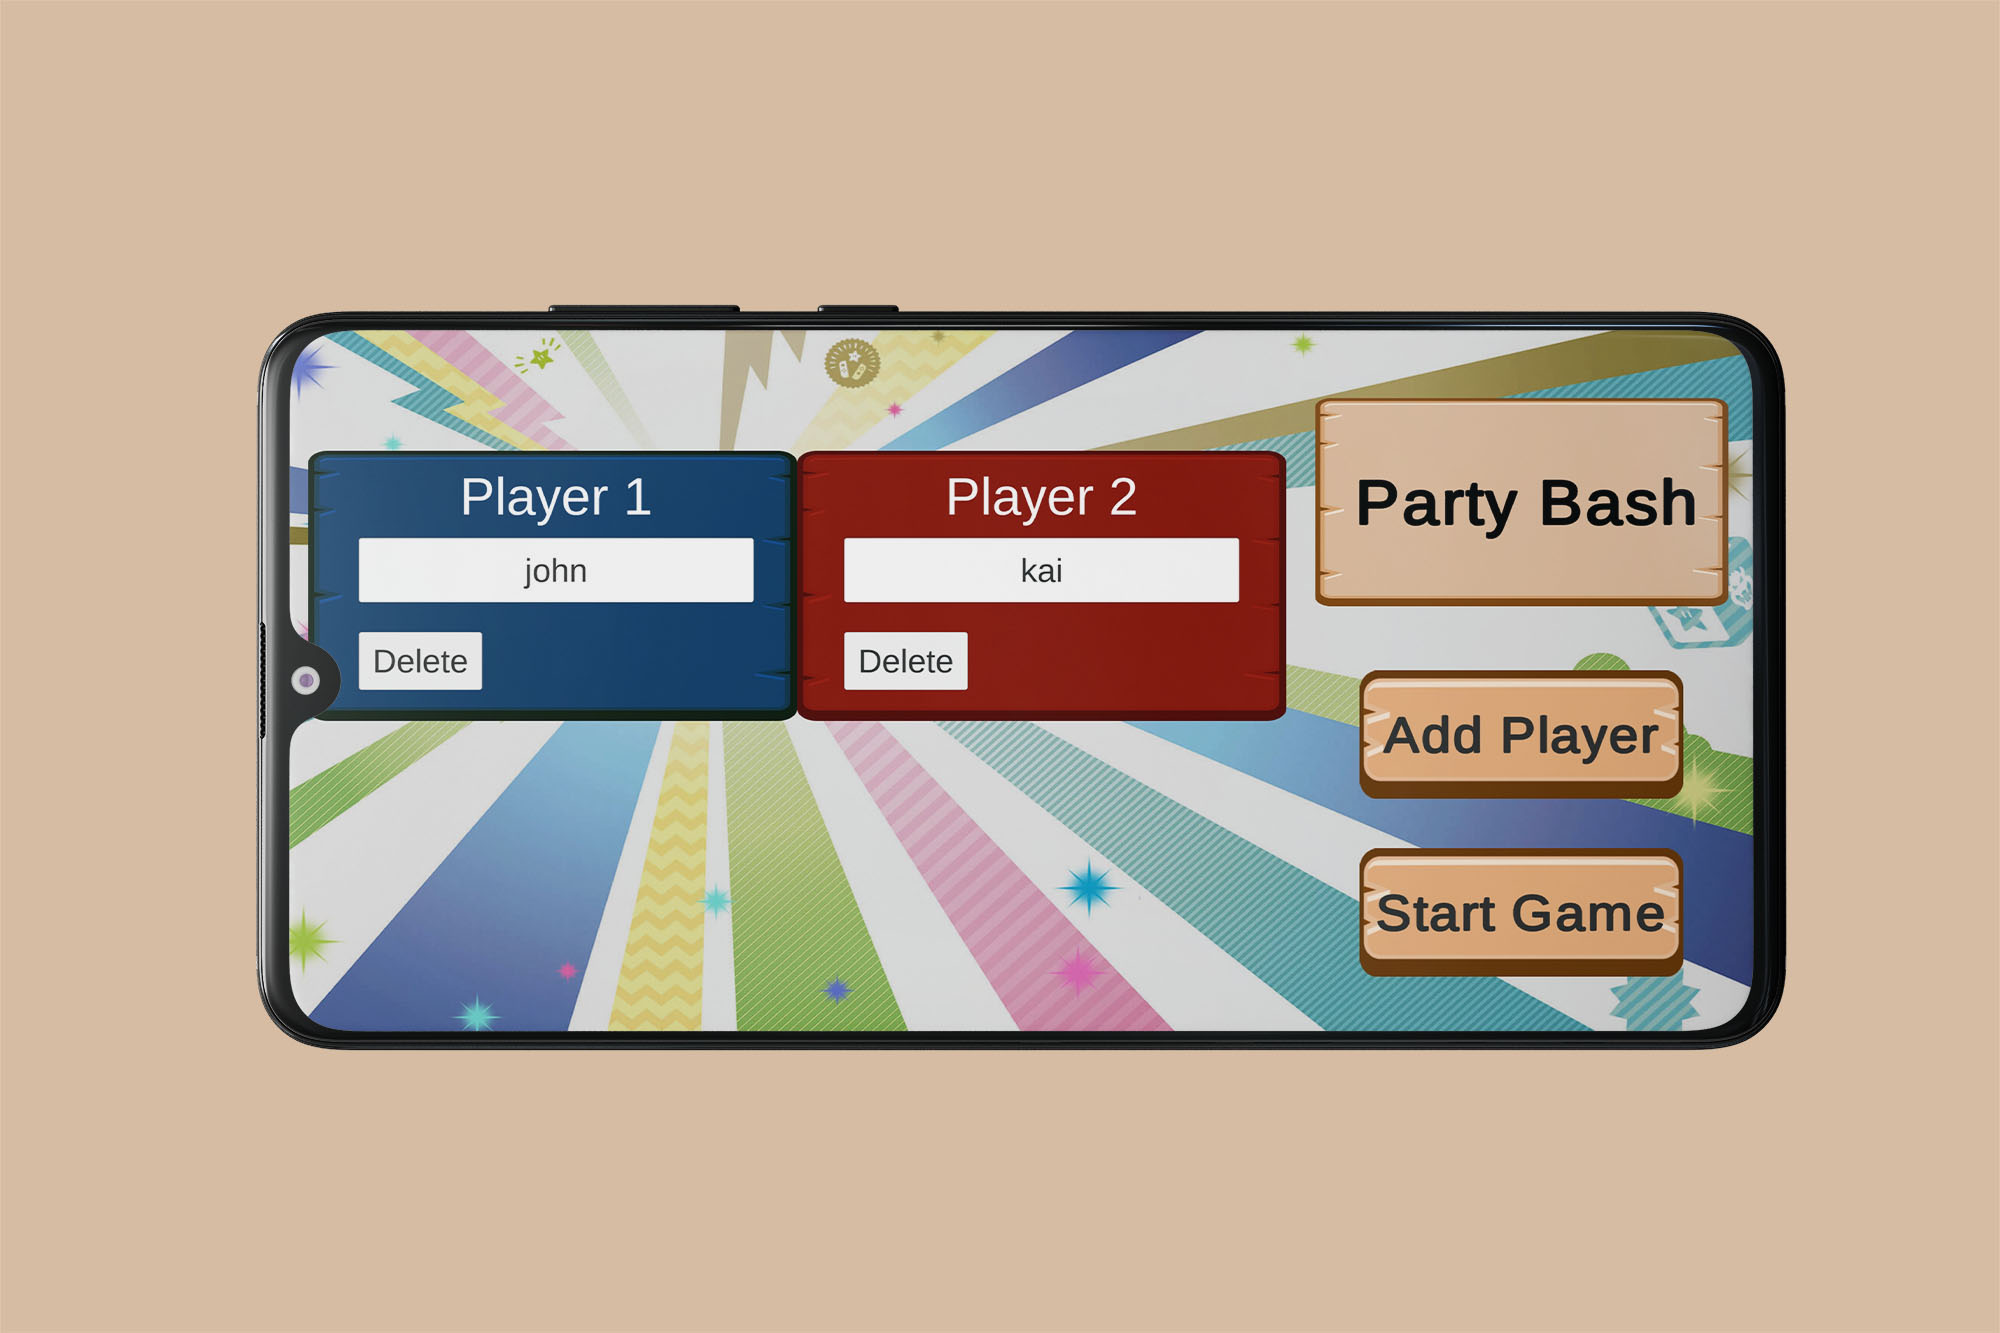 Player 1
john
Delete
Player 2
kai
Delete
Party Bash
Add Player
Start Game